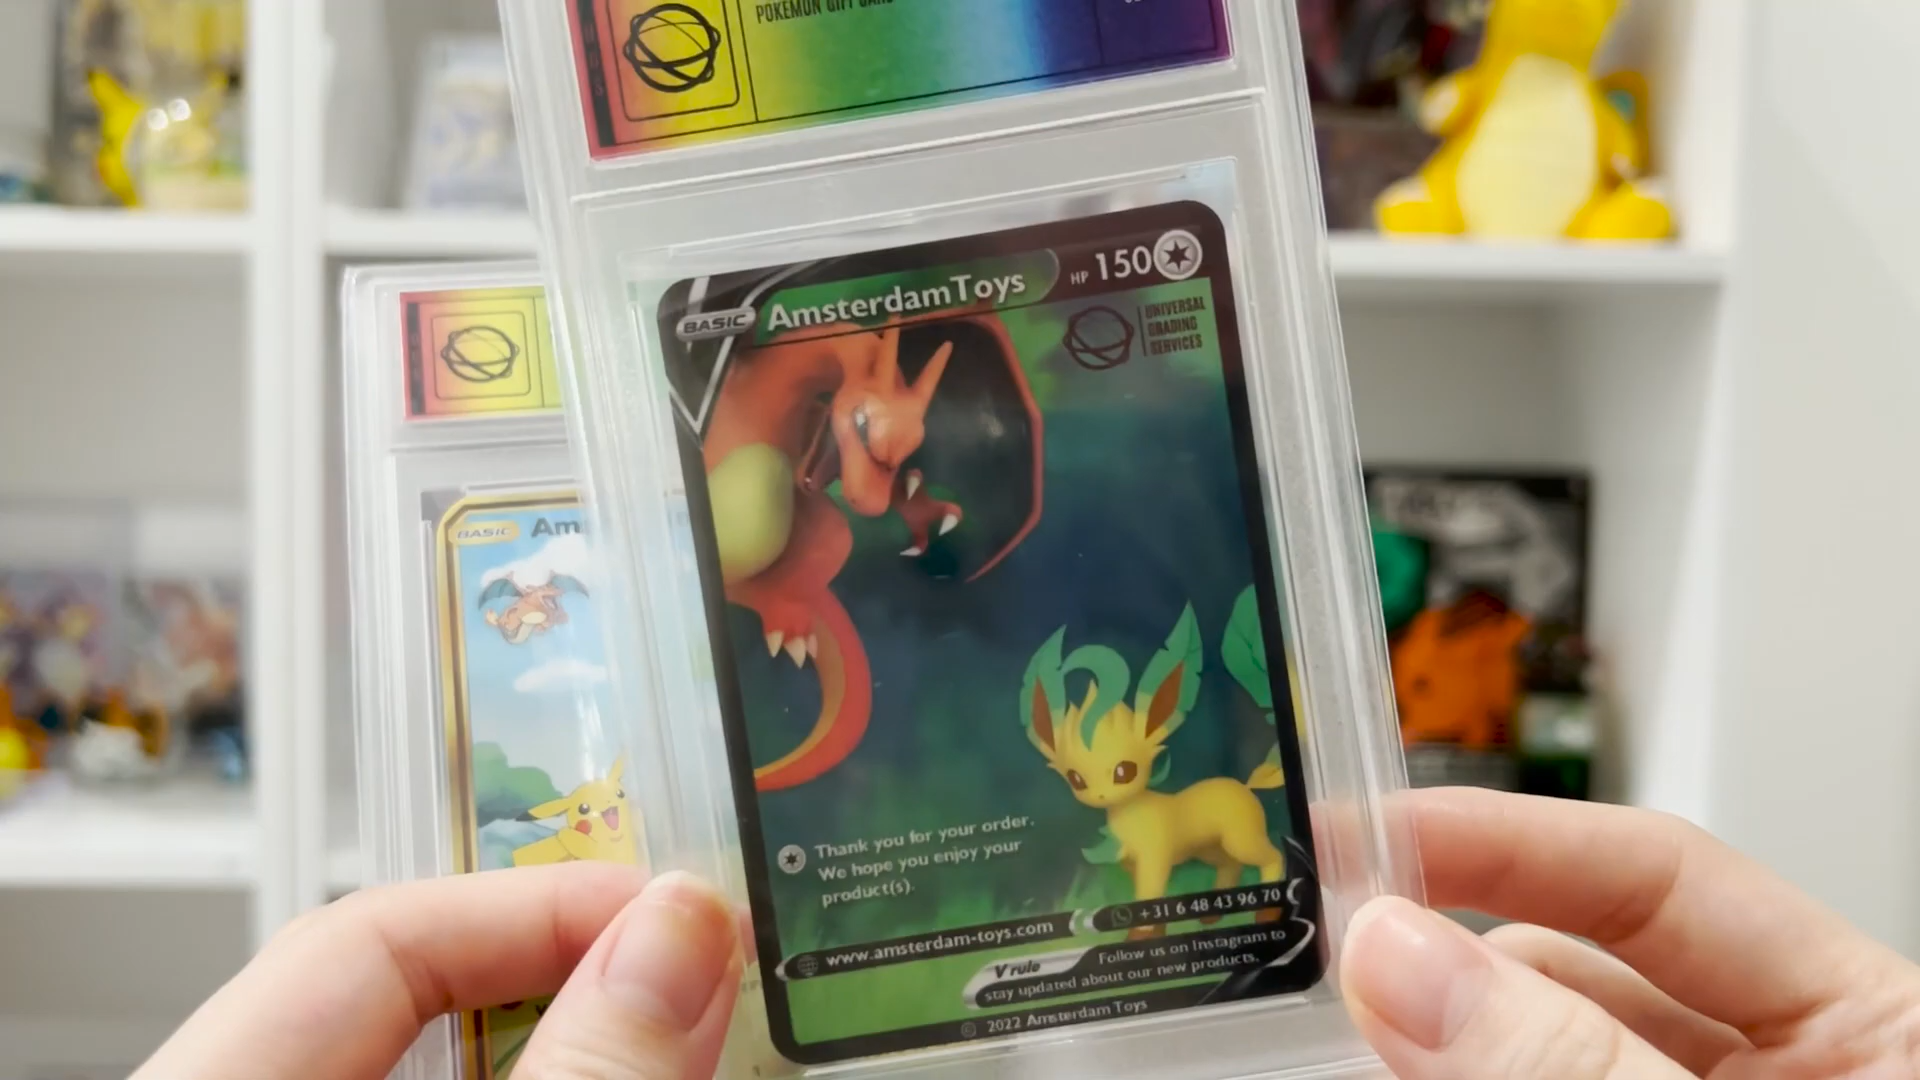 POKEMON GIFT CARD
BASIC
AmsterdamToys
HP 150
UNIVERSAL
GRADING
SERVICES
BASIC
Am
Thank you for your order.
We hope you enjoy your
product(s).
www.amsterdam-toys.com
+31 6 48 43 96 70
V rule
Follow us on Instagram to
stay updated about our new products.
© 2022 Amsterdam Toys